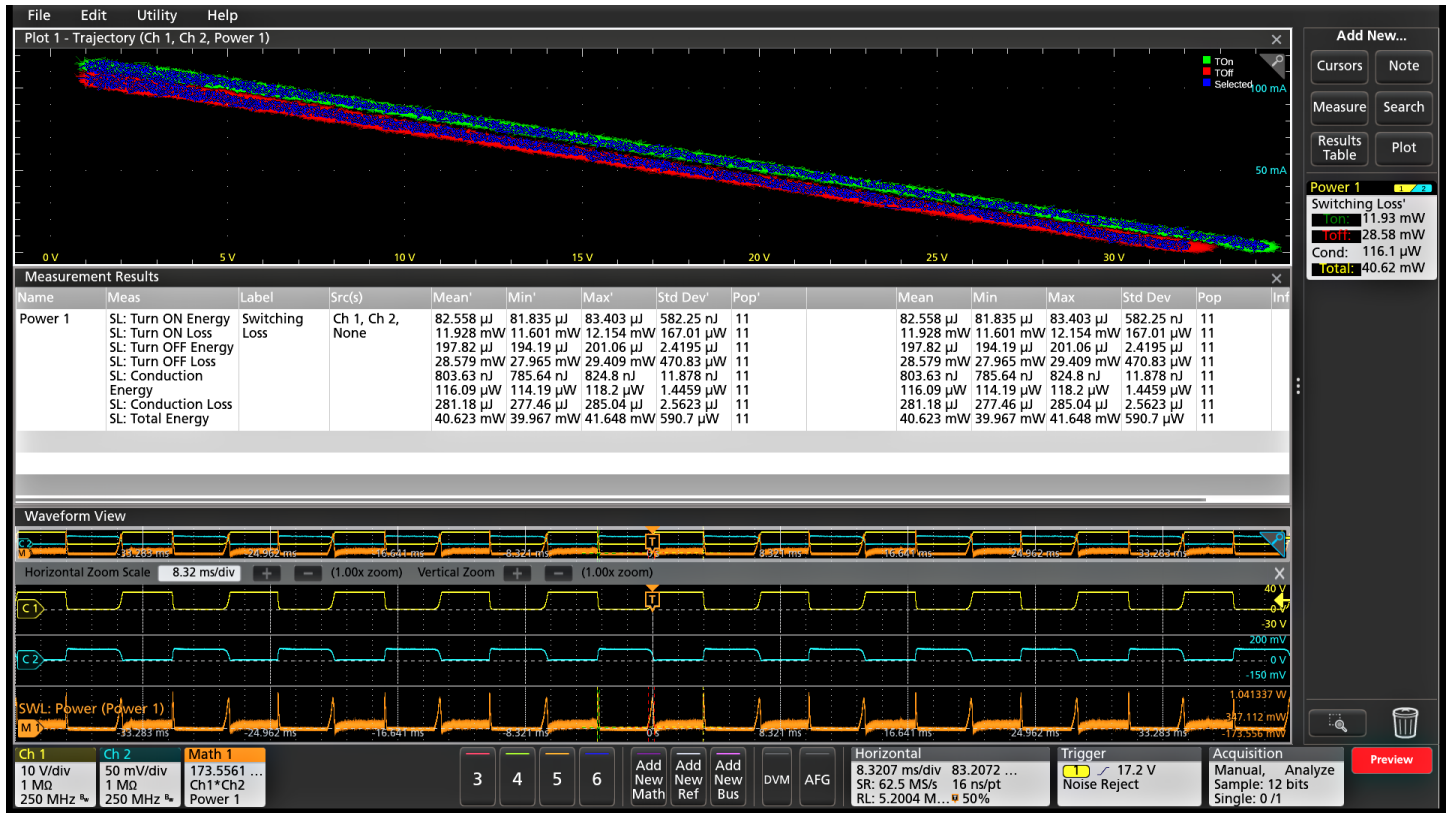 File Edit Utility Help
Plot 1 - Trajectory (Ch 1, Ch 2, Power 1)
TOn
TOff
Selected
100 mA
50 mA
0 V 5 V 10 V 15 V 20 V 25 V 30 V
Measurement Results
Name Meas Label Src(s) Mean' Min' Max' Std Dev' Pop' Mean Min Max Std Dev Pop Inf
Power 1 SL: Turn ON Energy Switching Ch 1, Ch 2, 82.558 µJ 81.835 µJ 83.403 µJ 582.25 nJ 11 82.558 µJ 81.835 µJ 83.403 µJ 582.25 nJ 11
SL: Turn ON Loss Loss None 11.928 mW 11.601 mW 12.154 mW 167.01 µW 11 11.928 mW 11.601 mW 12.154 mW 167.01 µW 11
SL: Turn OFF Energy 197.82 µJ 194.19 µJ 201.06 µJ 2.4195 µJ 11 197.82 µJ 194.19 µJ 201.06 µJ 2.4195 µJ 11
SL: Turn OFF Loss 28.579 mW 27.965 mW 29.409 mW 470.83 µW 11 28.579 mW 27.965 mW 29.409 mW 470.83 µW 11
SL: Conduction 803.63 nJ 785.64 nJ 824.8 nJ 11.878 nJ 11 803.63 nJ 785.64 nJ 824.8 nJ 11.878 nJ 11
Energy 116.09 µW 114.19 µW 118.2 µW 1.4459 µW 11 116.09 µW 114.19 µW 118.2 µW 1.4459 µW 11
SL: Conduction Loss 281.18 µJ 277.46 µJ 285.04 µJ 2.5623 µJ 11 281.18 µJ 277.46 µJ 285.04 µJ 2.5623 µJ 11
SL: Total Energy 40.623 mW 39.967 mW 41.648 mW 590.7 µW 11 40.623 mW 39.967 mW 41.648 mW 590.7 µW 11
Waveform View
C 2
M
T
-33.283 ms -24.962 ms -16.641 ms -8.321 ms 8.321 ms 16.641 ms 24.962 ms 33.283 ms
Horizontal Zoom Scale 8.32 ms/div + — (1.00x zoom) Vertical Zoom + — (1.00x zoom)
C 1
T
40 V
0 V
-30 V
C 2
200 mV
0 V
-150 mV
SWL: Power (Power 1)
M 1
1.041337 W
347.112 mW
-173.556 mW
-33.283 ms -24.962 ms -16.641 ms -8.321 ms 0 s 8.321 ms 16.641 ms 24.962 ms 33.283 ms
Add New...
Cursors Note
Measure Search
Results Table Plot
Power 1 1 2
Switching Loss'
Ton: 11.93 mW
Toff: 28.58 mW
Cond: 116.1 µW
Total: 40.62 mW
Ch 1
10 V/div
1 MΩ
250 MHz
Ch 2
50 mV/div
1 MΩ
250 MHz
Math 1
173.5561 ...
Ch1*Ch2
Power 1
3 4 5 6
Add New Math
Add New Ref
Add New Bus
DVM AFG
Horizontal
8.3207 ms/div 83.2072 ...
SR: 62.5 MS/s 16 ns/pt
RL: 5.2004 M... 50%
Trigger
1 17.2 V
Noise Reject
Acquisition
Manual, Analyze
Sample: 12 bits
Single: 0 /1
Preview